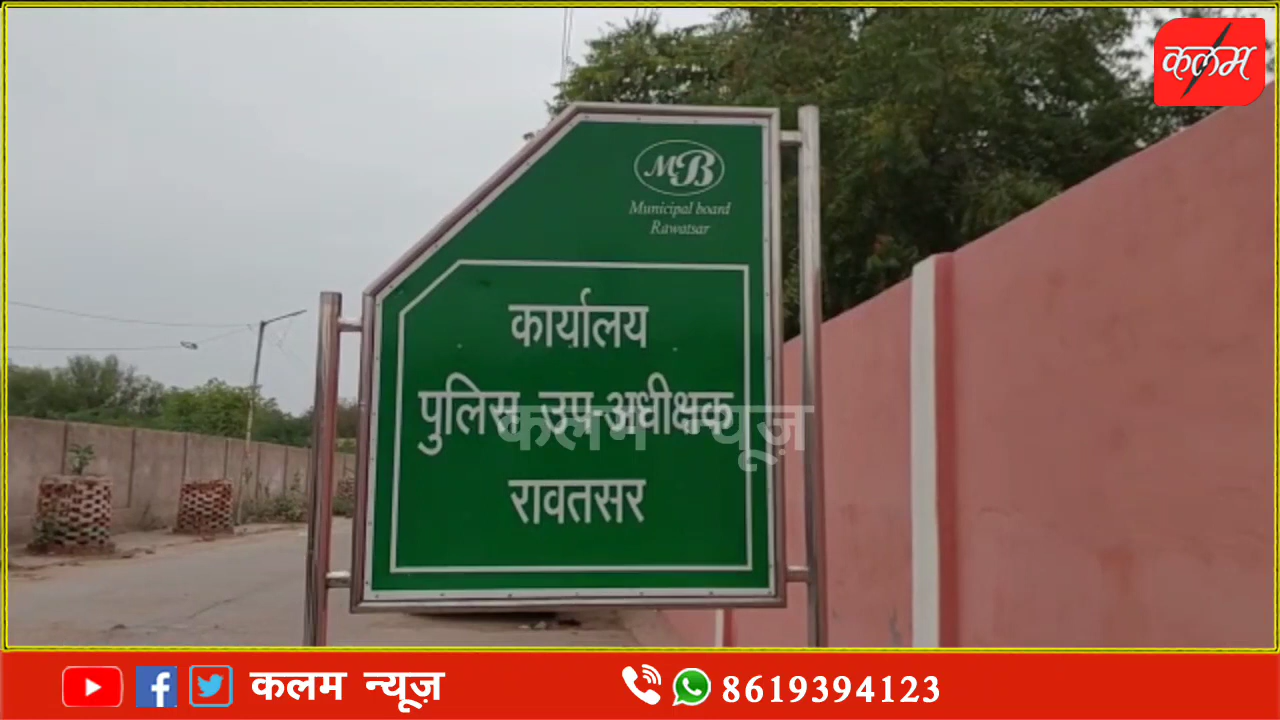 कलम
MB
Municipal board
Rawatsar
कार्यालय
पुलिस उप-अधीक्षक
कलम न्यूज़
रावतसर
कलम न्यूज़ 8619394123